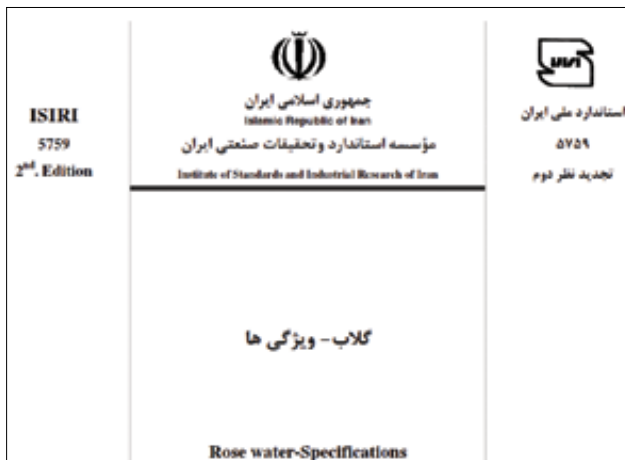 ISIRI
5759
2nd. Edition
جمهوری اسلامی ایران
Islamic Republic of Iran
مؤسسه استاندارد و تحقیقات صنعتی ایران
Institute of Standards and Industrial Research of Iran
استاندارد ملی ایران
۵۷۵۹
تجدید نظر دوم
گلاب - ویژگی ها
Rose water-Specifications